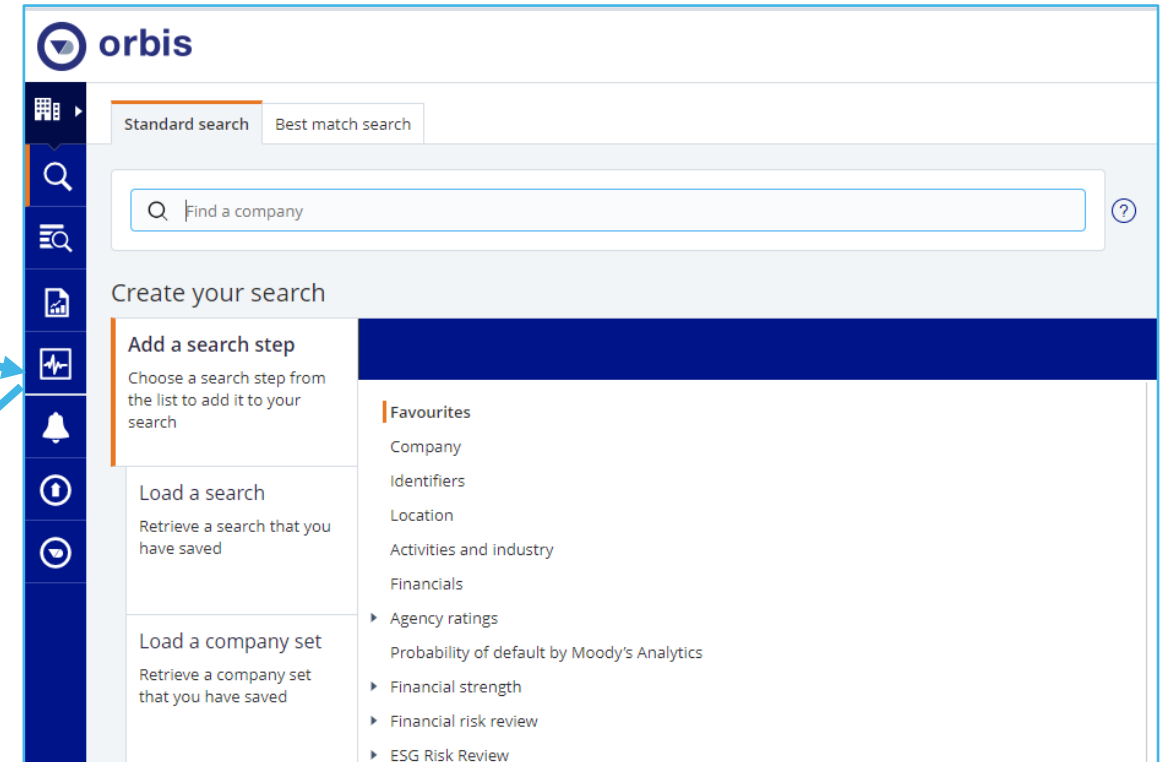 orbis
Standard search
Best match search
Find a company
Create your search
Add a search step
Choose a search step from
the list to add it to your
search
Load a search
Retrieve a search that you
have saved
Load a company set
Retrieve a company set
that you have saved
Favourites
Company
Identifiers
Location
Activities and industry
Financials
Agency ratings
Probability of default by Moody's Analytics
Financial strength
Financial risk review
ESG Risk Review